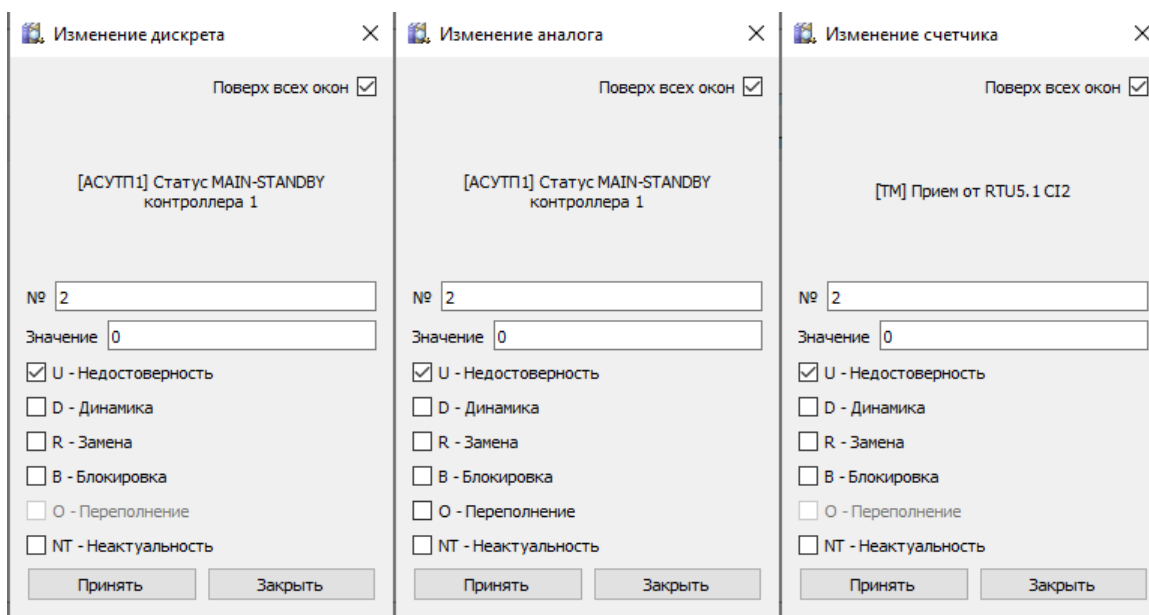 Изменение дискрета
Поверх всех окон
[АСУТП1] Статус MAIN-STANDBY
контроллера 1
№ 2
Значение 0
U - Недостоверность
D - Динамика
R - Замена
B - Блокировка
O - Переполнение
NT - Неактуальность
Принять Закрыть
Изменение аналога
Поверх всех окон
[АСУТП1] Статус MAIN-STANDBY
контроллера 1
№ 2
Значение 0
U - Недостоверность
D - Динамика
R - Замена
B - Блокировка
O - Переполнение
NT - Неактуальность
Принять Закрыть
Изменение счетчика
Поверх всех окон
[ТМ] Прием от RTU5.1 CI2
№ 2
Значение 0
U - Недостоверность
D - Динамика
R - Замена
B - Блокировка
O - Переполнение
NT - Неактуальность
Принять Закрыть